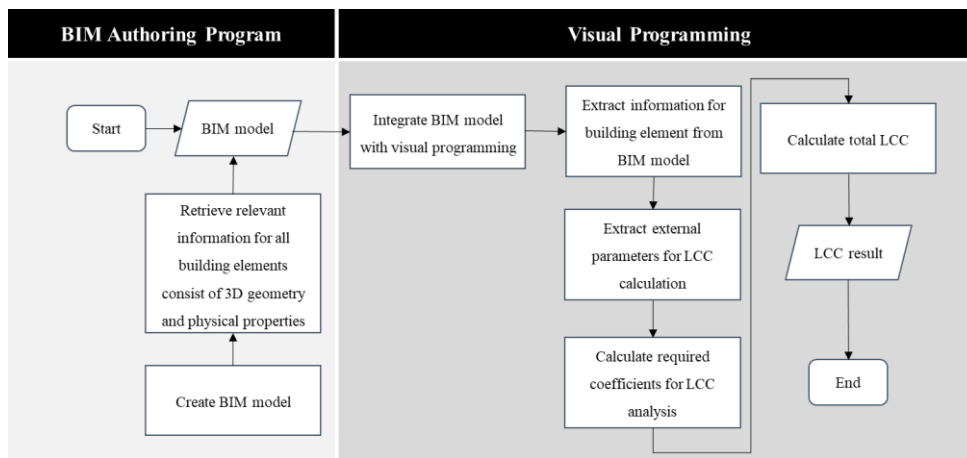 BIM Authoring Program
Visual Programming
Start
BIM model
Retrieve relevant
information for all
building elements
consist of 3D geometry
and physical properties
Create BIM model
Integrate BIM model
with visual programming
Extract information for
building element from
BIM model
Extract external
parameters for LCC
calculation
Calculate required
coefficients for LCC
analysis
Calculate total LCC
LCC result
End